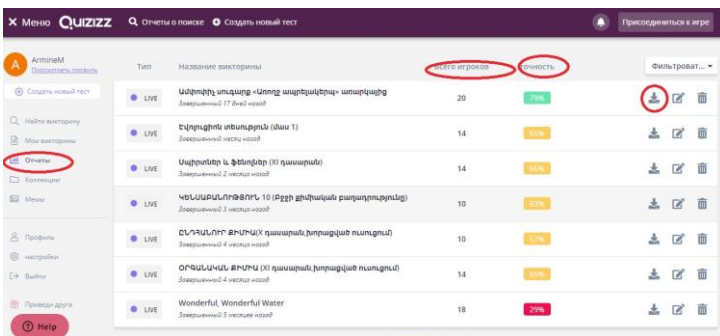 × Меню QUIZIZZ Отчеты о поиске Создать новый тест Присоединиться к игре
A ArmineM
Просмотреть профиль
Создать новый тест
Найти викторину
Мои викторины
Отчеты
Коллекции
Мемы
Профиль
настройки
Выйти
Приведи друга
Help
Тип Название викторины всего игроков точность Фильтроват...
LIVE Ամփոփիչ սուգարք «Առողջ ապրելակերպ» առարկայից 20 79%
Завершенный 17 дней назад
LIVE Էվոլյուցիոն տեսություն (մաս 1) 14 65%
Завершенный месяц назад
LIVE Սպիրտներ և ֆենոլներ (XI դասարան) 14 66%
Завершенный 2 месяца назад
LIVE ԿԵՆՍԱԲԱՆՈՒԹՅՈՒՆ 10 (Բջջի քիմիական բաղադրությունը) 10 63%
Завершенный 3 месяца назад
LIVE ԸՆԴՀԱՆՈՒՐ ՔԻՄԻԱ(X դասարան,խորացված ուսուցում) 10 57%
Завершенный 4 месяца назад
LIVE ՕՐԳԱՆԱԿԱՆ ՔԻՄԻԱ (XI դասարան,խորացված ուսուցում) 14 65%
Завершенный 4 месяца назад
LIVE Wonderful, Wonderful Water 18 29%
Завершенный 5 месяцев назад